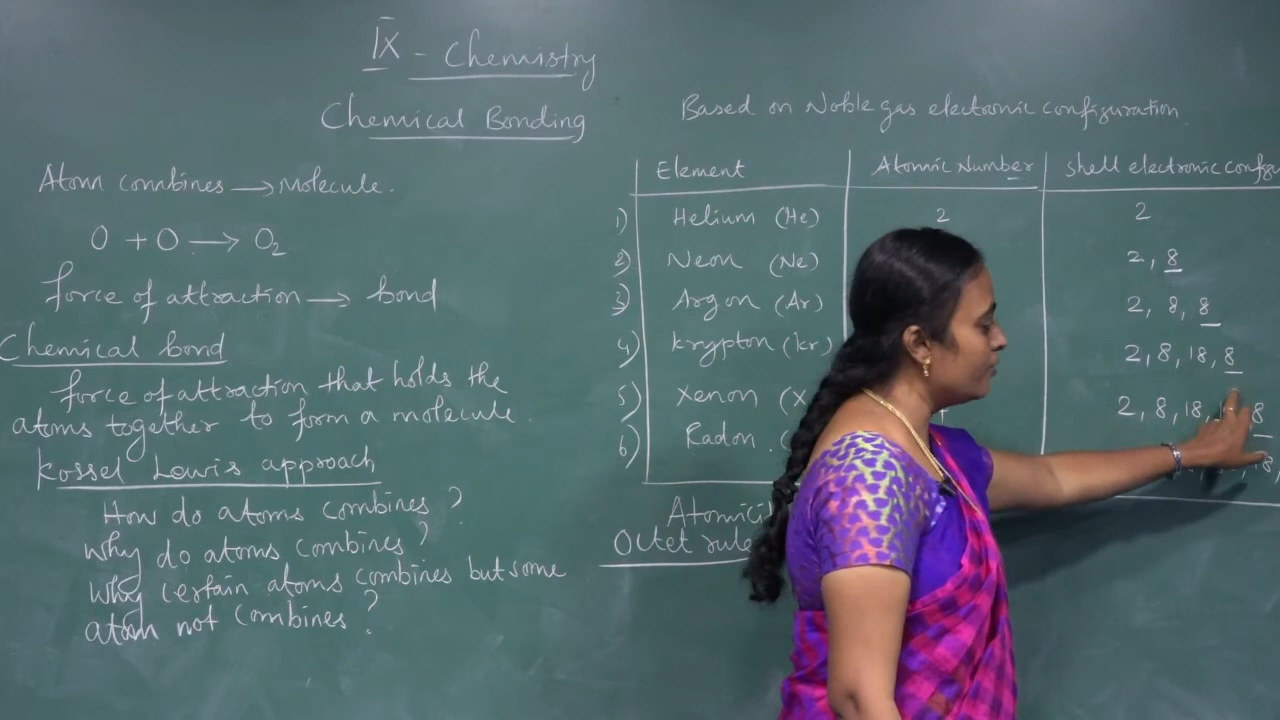 IX - Chemistry
Chemical Bonding
Atom combines → Molecule.
O + O → O₂
force of attraction → bond
Chemical bond
force of attraction that holds the
atoms together to form a molecule.
Kossel Lewis approach
How do atoms combines?
Why do atoms combines?
Why certain atoms combines but some
atom not combines?
Based on Noble gas electronic configuration
Element Atomic Number Shell electronic
1) Helium (He) 2 2
2) Neon (Ne) 2, 8
3) Argon (Ar) 2, 8, 8
4) Krypton (Kr) 2, 8, 18, 8
5) Xenon 2, 8, 18, 8
6) Radon 18,
Octet rule